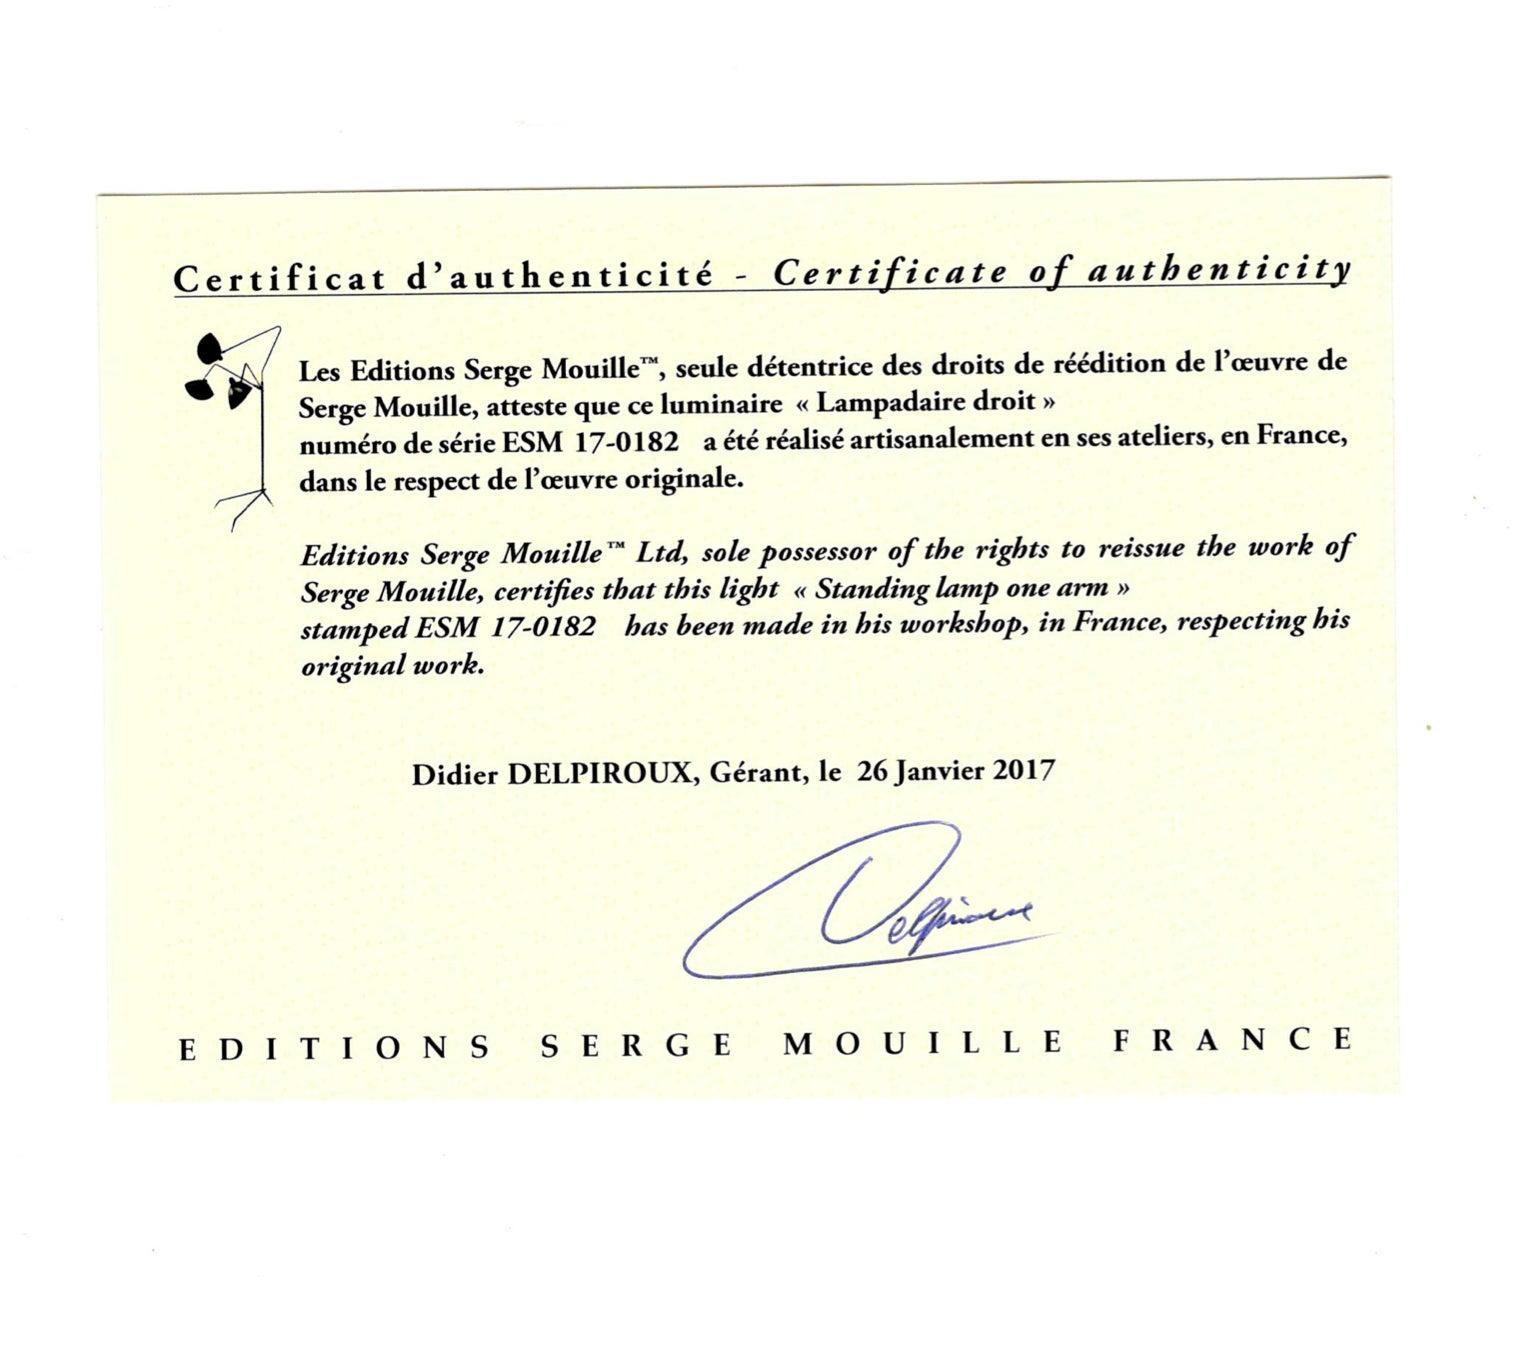 Certificat d'authenticité - Certificate of authenticity
Les Editions Serge Mouille™, seule détentrice des droits de réédition de l'œuvre de
Serge Mouille, atteste que ce luminaire « Lampadaire droit »
numéro de série ESM 17-0182 a été réalisé artisanalement en ses ateliers, en France,
dans le respect de l'œuvre originale.
Editions Serge Mouille™ Ltd, sole possessor of the rights to reissue the work of
Serge Mouille, certifies that this light « Standing lamp one arm »
stamped ESM 17-0182 has been made in his workshop, in France, respecting his
original work.
Didier DELPIROUX, Gérant, le 26 Janvier 2017
Delpiroux
EDITIONS SERGE MOUILLE FRANCE